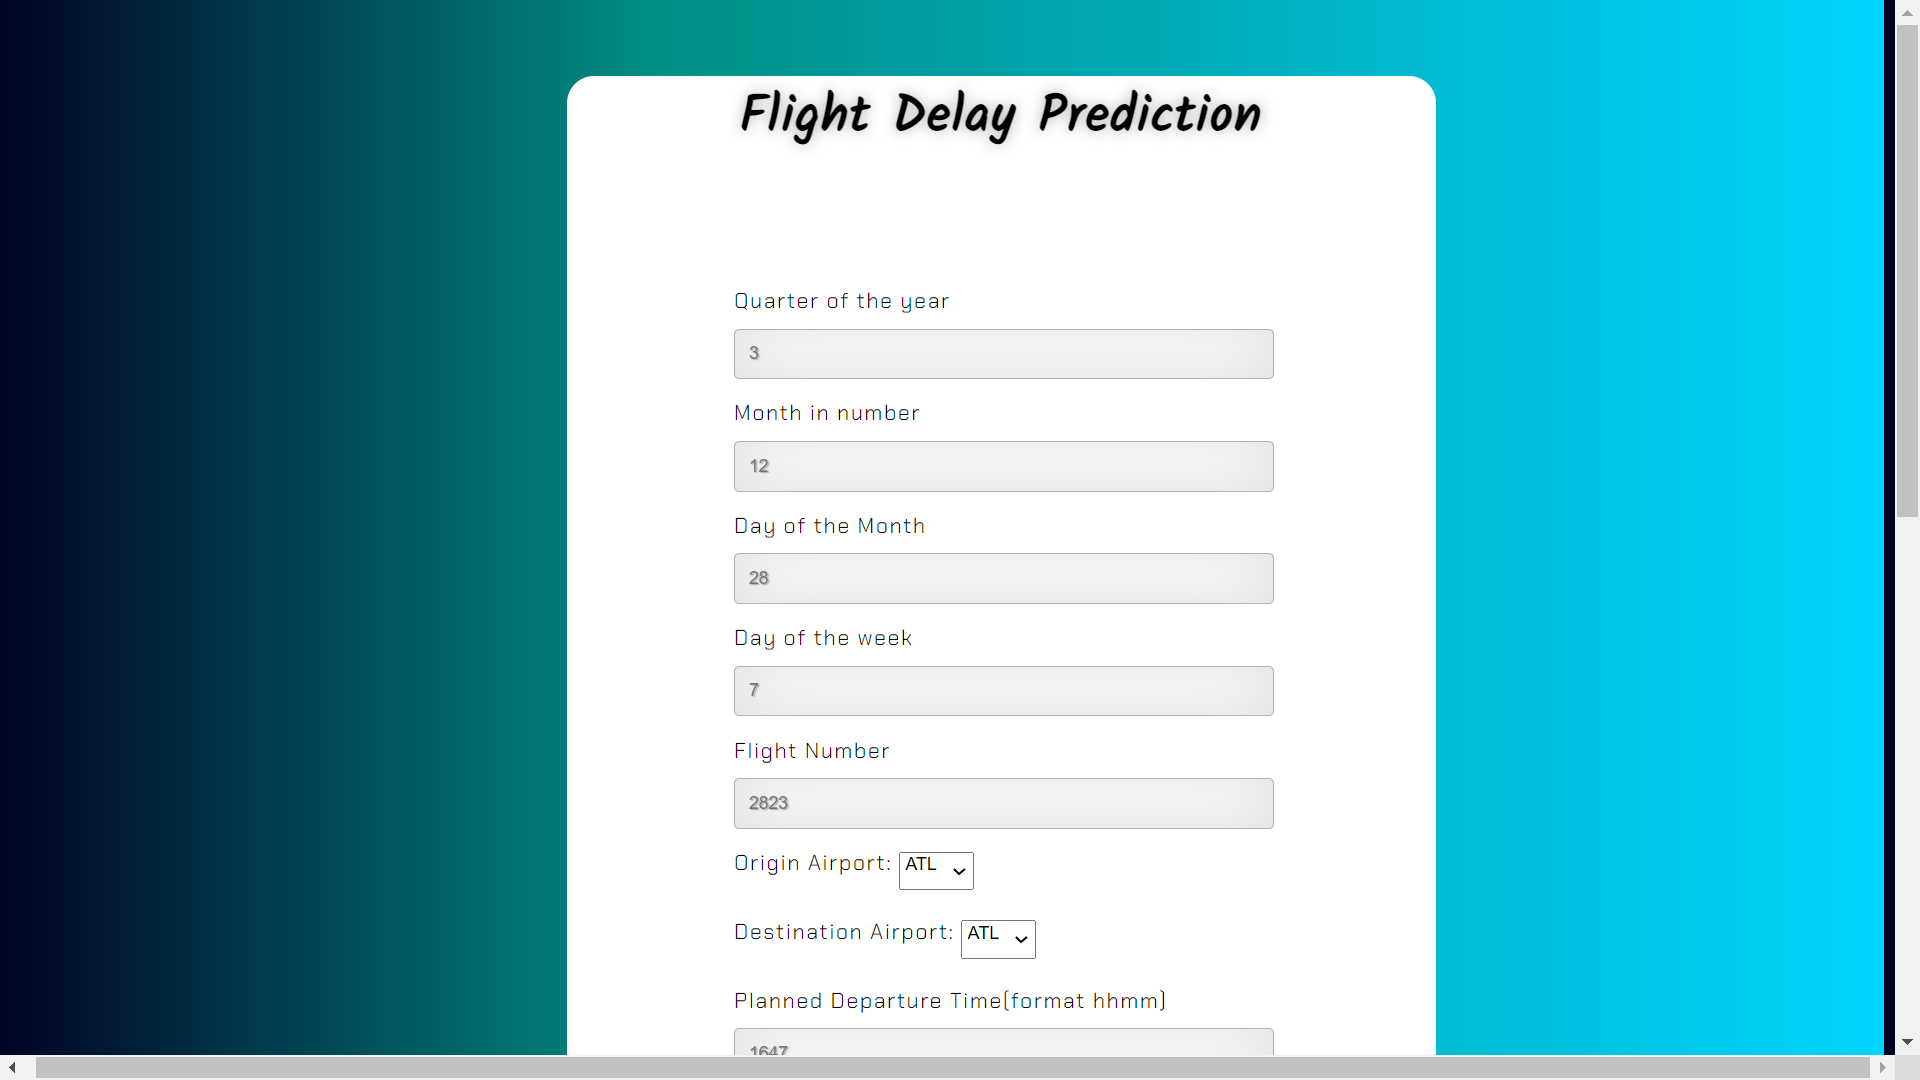 Flight Delay Prediction
Quarter of the year
3
Month in number
12
Day of the Month
28
Day of the week
7
Flight Number
2823
Origin Airport: ATL
Destination Airport: ATL
Planned Departure Time(format hhmm)
1647